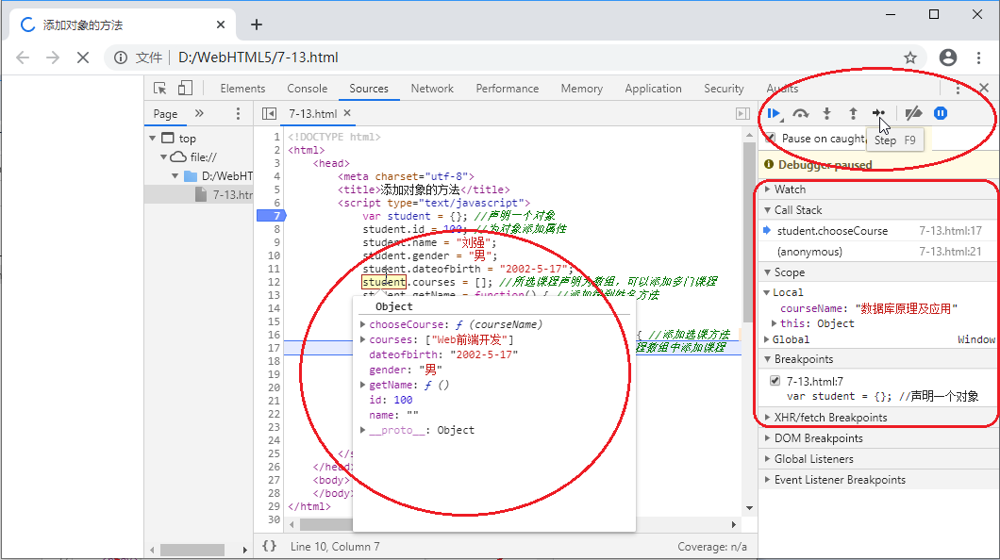 添加对象的方法
文件 D:/WebHTML5/7-13.html
Elements Console Sources Network Performance Memory Application Security Audits
Page 7-13.html
top
file://
D:/WebHT
7-13.htr
1 <!DOCTYPE html>
2 <html>
3 <head>
4 <meta charset="utf-8">
5 <title>添加对象的方法</title>
6 <script type="text/javascript">
7 var student = {}; //声明一个对象
8 student.id = 100; //为对象添加属性
9 student.name = "刘强";
10 student.gender = "男";
11 student.dateofbirth = "2002-5-17";
12 student.courses = []; //所选课程声明为数组，可以添加多门课程
13 student.getName = function() { //添加得到姓名方法
14
15
16 { //添加选课方法
17 程数组中添加课程
18
19
20
21
22
23
24
25 </s
26 </head>
27 <body>
28 </body>
29 </html>
30
Object
chooseCourse: ƒ (courseName)
courses: ["Web前端开发"]
dateofbirth: "2002-5-17"
gender: "男"
getName: ƒ ()
id: 100
name: ""
__proto__: Object
{} Line 10, Column 7
Coverage: n/a
Pause on caught
Step F9
Debugger paused
Watch
Call Stack
student.chooseCourse 7-13.html:17
(anonymous) 7-13.html:21
Scope
Local
courseName: "数据库原理及应用"
this: Object
Global Window
Breakpoints
7-13.html:7
var student = {}; //声明一个对象
XHR/fetch Breakpoints
DOM Breakpoints
Global Listeners
Event Listener Breakpoints